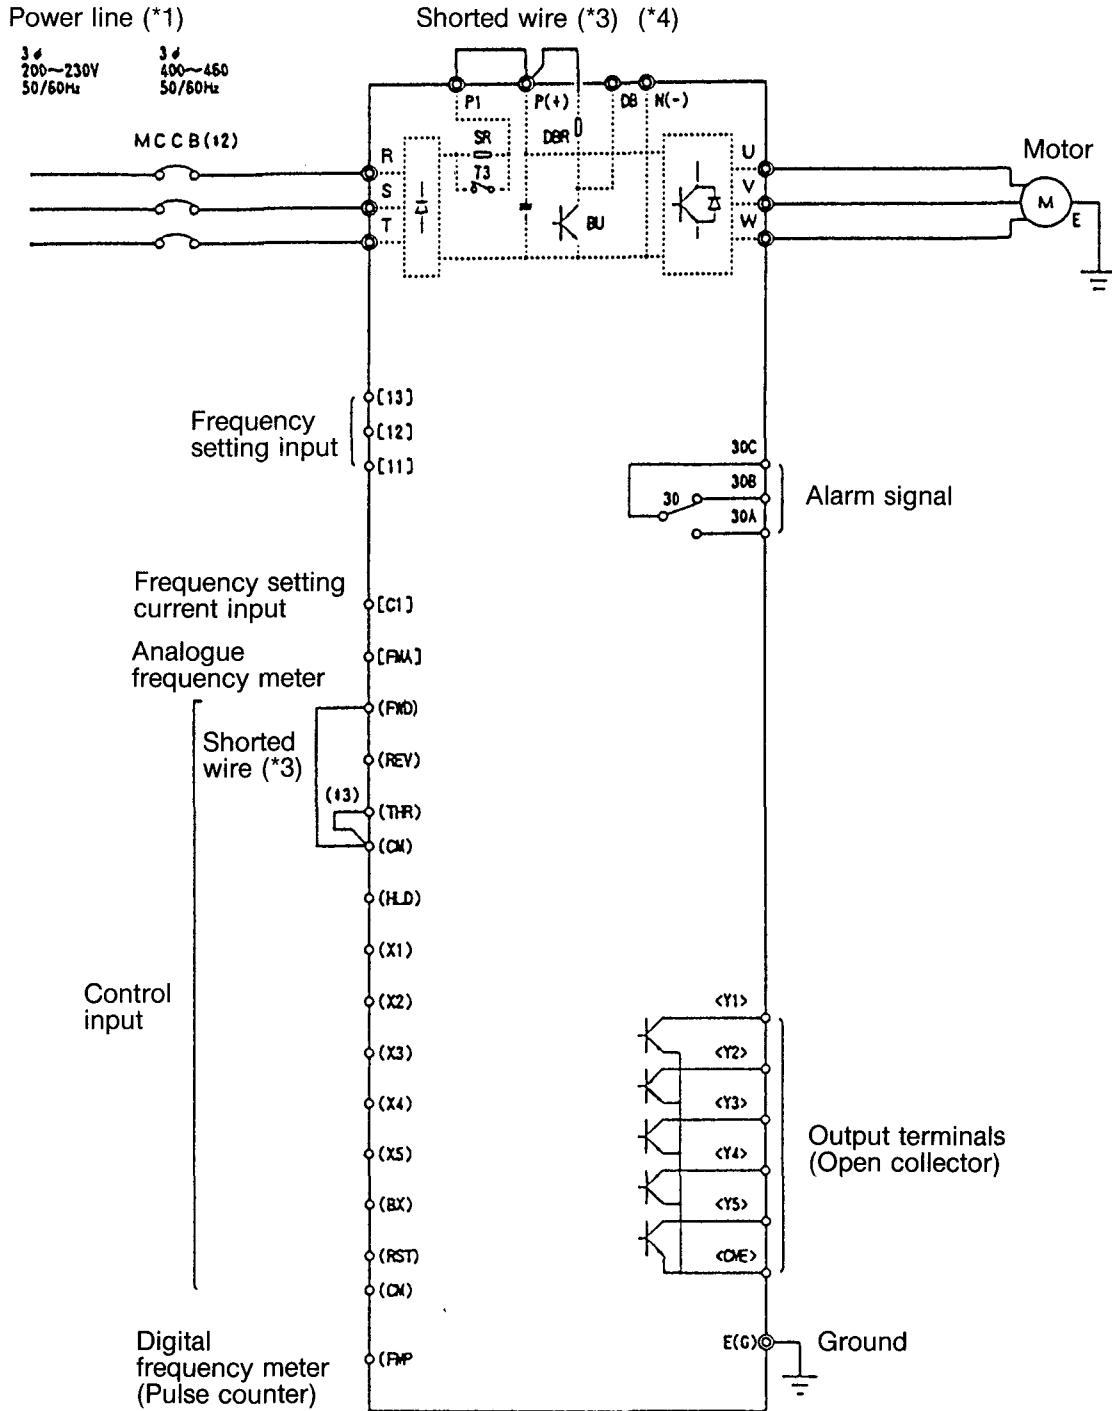 Power line (*1)
Shorted wire (*3) (*4)
3 ϕ
200~230V
50/60Hz
3 ϕ
400~460
50/60Hz
P1
P(+)
DB
N(-)
MCCB(*2)
SR
DBR
73
BU
R
S
T
U
V
W
Motor
M
E
Frequency
setting input
[13]
[12]
[11]
30C
30B
30
30A
Alarm signal
Frequency setting
current input
[C1]
Analogue
frequency meter
[FMA]
(FWD)
Shorted
wire (*3)
(REV)
(*3)
(THR)
(CM)
(HLD)
(X1)
Control
input
(X2)
(X3)
(X4)
(X5)
(BX)
(RST)
(CM)
<Y1>
<Y2>
<Y3>
<Y4>
<Y5>
<CME>
Output terminals
(Open collector)
Digital
frequency meter
(Pulse counter)
(FMP
E(G)
Ground